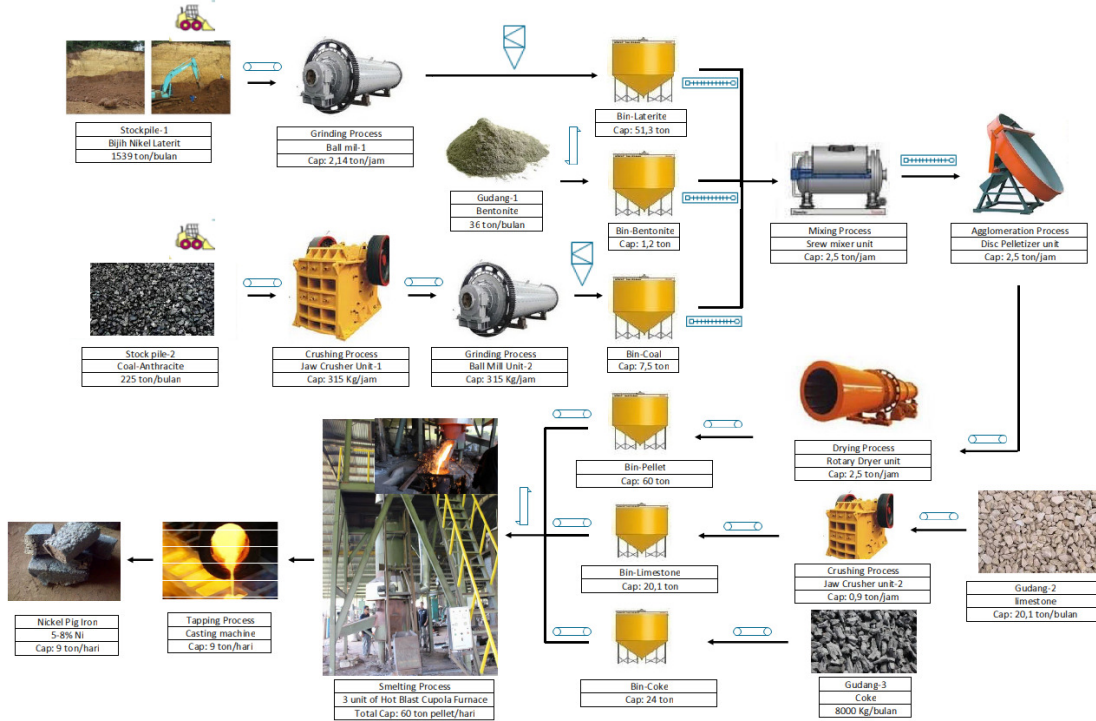 Stockpile-1
Bijih Nikel Laterit
1539 ton/bulan
Grinding Process
Ball mil-1
Cap: 2,14 ton/jam
Bin-Laterite
Cap: 51,3 ton
Gudang-1
Bentonite
36 ton/bulan
Bin-Bentonite
Cap: 1,2 ton
Mixing Process
Srew mixer unit
Cap: 2,5 ton/jam
Agglomeration Process
Disc Pelletizer unit
Cap: 2,5 ton/jam
Stock pile-2
Coal-Anthracite
225 ton/bulan
Crushing Process
Jaw Crusher Unit-1
Cap: 315 Kg/jam
Grinding Process
Ball Mill Unit-2
Cap: 315 Kg/jam
Bin-Coal
Cap: 7,5 ton
Bin-Pellet
Cap: 60 ton
Drying Process
Rotary Dryer unit
Cap: 2,5 ton/jam
Bin-Limestone
Cap: 20,1 ton
Crushing Process
Jaw Crusher unit-2
Cap: 0,9 ton/jam
Gudang-2
limestone
Cap: 20,1 ton/bulan
Nickel Pig Iron
5-8% Ni
Cap: 9 ton/hari
Tapping Process
Casting machine
Cap: 9 ton/hari
Smelting Process
3 unit of Hot Blast Cupola Furnace
Total Cap: 60 ton pellet/hari
Bin-Coke
Cap: 24 ton
Gudang-3
Coke
8000 Kg/bulan